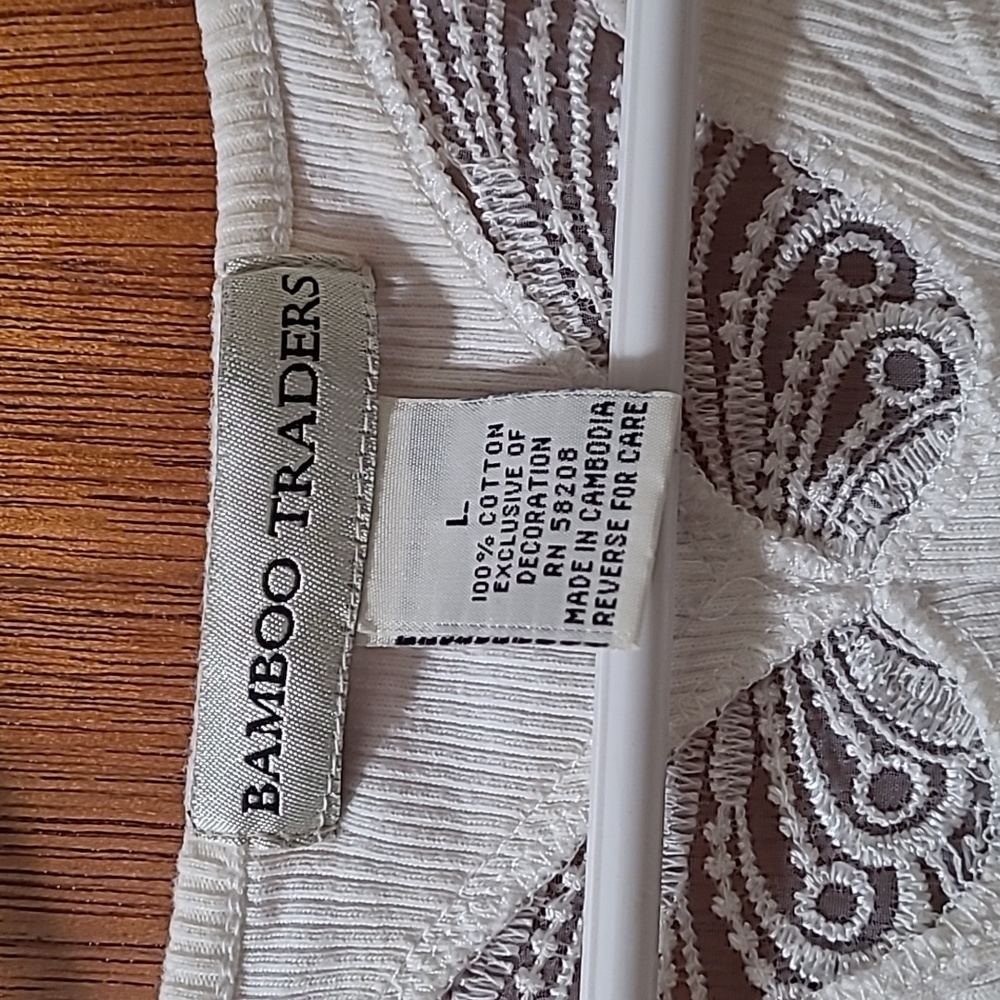 BAMBOO TRADERS
L
100% COTTON
EXCLUSIVE OF
DECORATION
RN 58208
MADE IN CAMBODIA
REVERSE FOR CARE